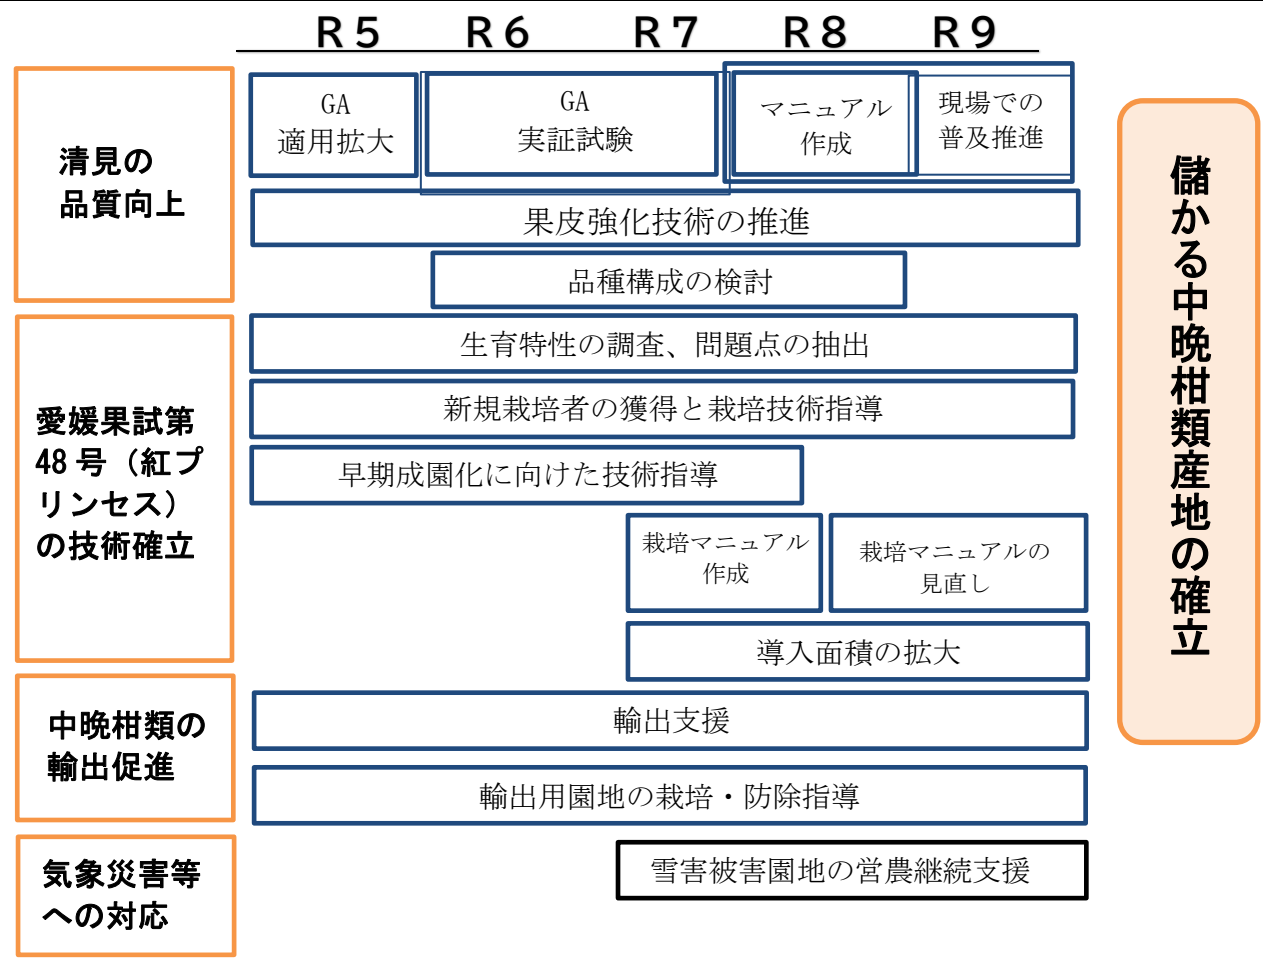 Ｒ５ Ｒ６ Ｒ７ Ｒ８ Ｒ９
清見の
品質向上
GA
適用拡大
GA
実証試験
マニュアル
作成
現場での
普及推進
果皮強化技術の推進
品種構成の検討
愛媛果試第
48 号（紅プ
リンセス）
の技術確立
生育特性の調査、問題点の抽出
新規栽培者の獲得と栽培技術指導
早期成園化に向けた技術指導
栽培マニュアル
作成
栽培マニュアルの
見直し
導入面積の拡大
中晩柑類の
輸出促進
輸出支援
輸出用園地の栽培・防除指導
気象災害等
への対応
雪害被害園地の営農継続支援
儲かる中晩柑類産地の確立